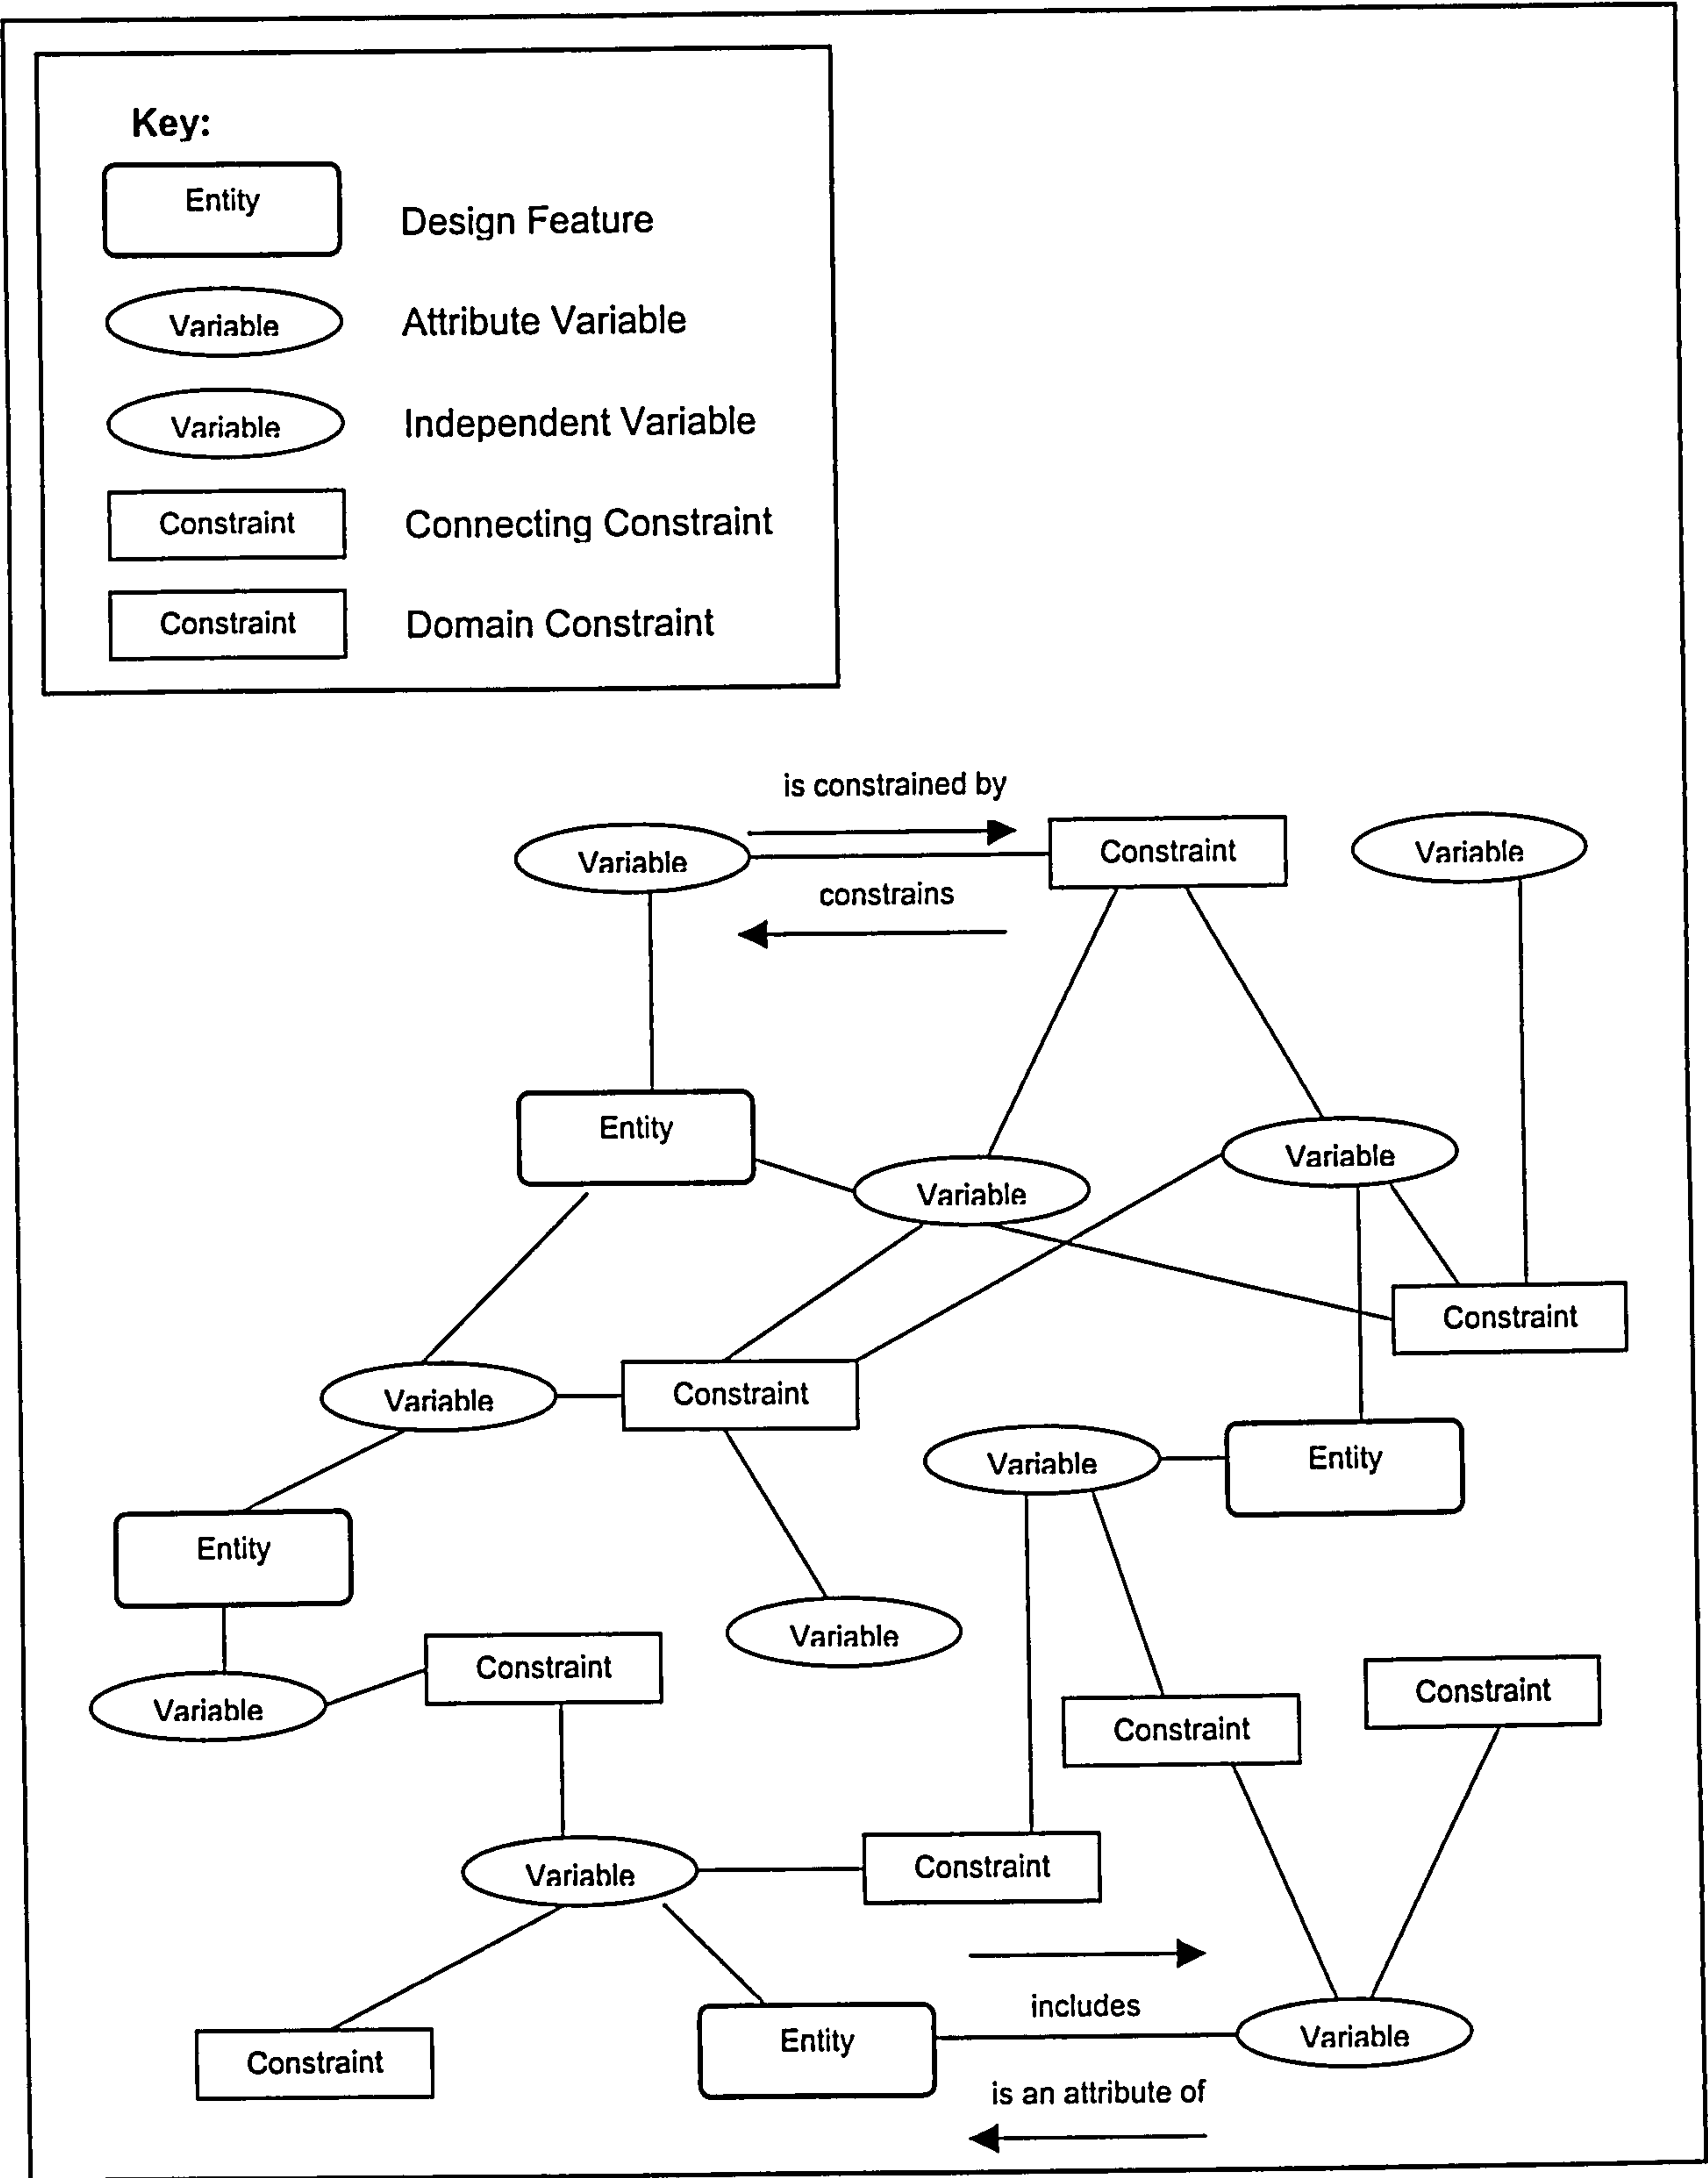 Key:
Entity
Design Feature
Variable
Attribute Variable
Variable
Independent Variable
Constraint
Connecting Constraint
Constraint
Domain Constraint
is constrained by
Variable
Constraint
Variable
constrains
Entity
Variable
Variable
Constraint
Variable
Constraint
Variable
Entity
Entity
Variable
Constraint
Variable
Constraint
Constraint
Variable
Constraint
includes
Constraint
Entity
Variable
is an attribute of